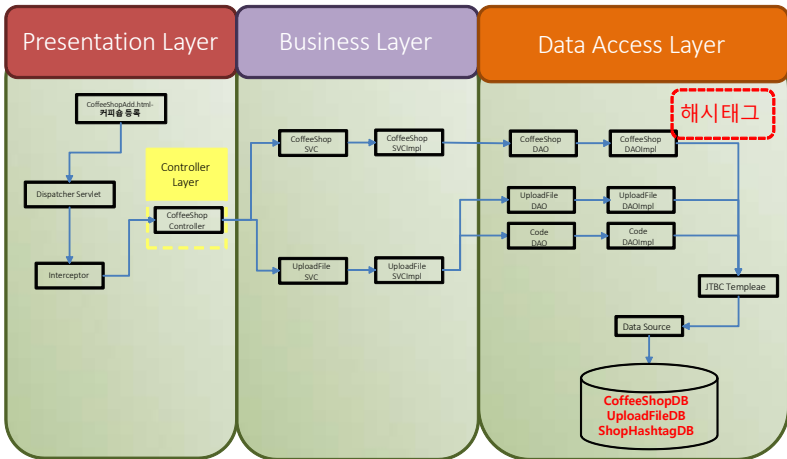 Presentation Layer
Business Layer
Data Access Layer
CoffeeShopAdd.html-
커피숍 등록
해시태그
CoffeeShop
SVC
CoffeeShop
SVCImpl
CoffeeShop
DAO
CoffeeShop
DAOImpl
Controller
Layer
Dispatcher Servlet
CoffeeShop
Controller
UploadFile
DAO
UploadFile
DAOImpl
Code
DAO
Code
DAOImpl
Interceptor
UploadFile
SVC
UploadFile
SVCImpl
JTBC Templeae
Data Source
CoffeeShopDB
UploadFileDB
ShopHashtagDB